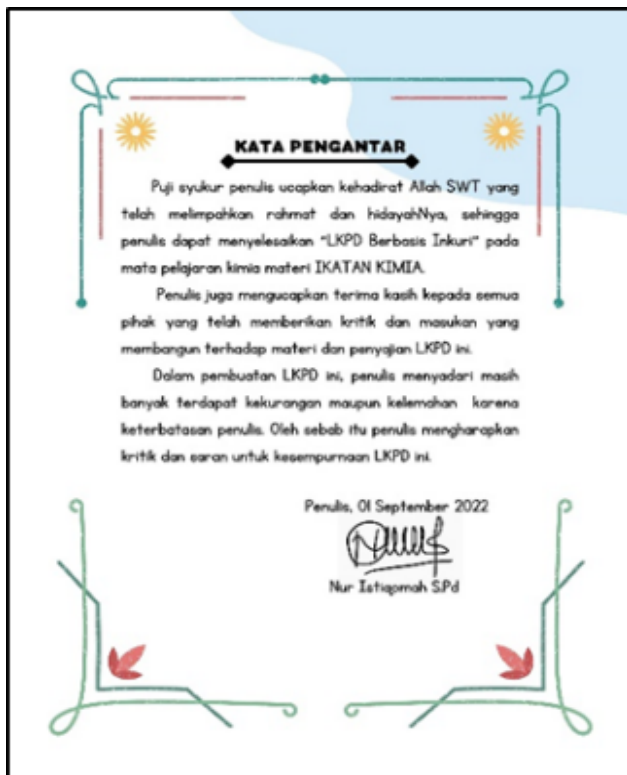 KATA PENGANTAR
Puji syukur penulis ucapkan kehadirat Allah SWT yang
telah melimpahkan rahmat dan hidayahNya, sehingga
penulis dapat menyelesaikan "LKPD Berbasis Inkuri" pada
mata pelajaran kimia materi IKATAN KIMIA.
Penulis juga mengucapkan terima kasih kepada semua
pihak yang telah memberikan kritik dan masukan yang
membangun terhadap materi dan penyajian LKPD ini.
Dalam pembuatan LKPD ini, penulis menyadari masih
banyak terdapat kekurangan maupun kelemahan karena
keterbatasan penulis. Oleh sebab itu penulis mengharapkan
kritik dan saran untuk kesempurnaan LKPD ini.
Penulis, 01 September 2022
Nur Istiqomah S.Pd